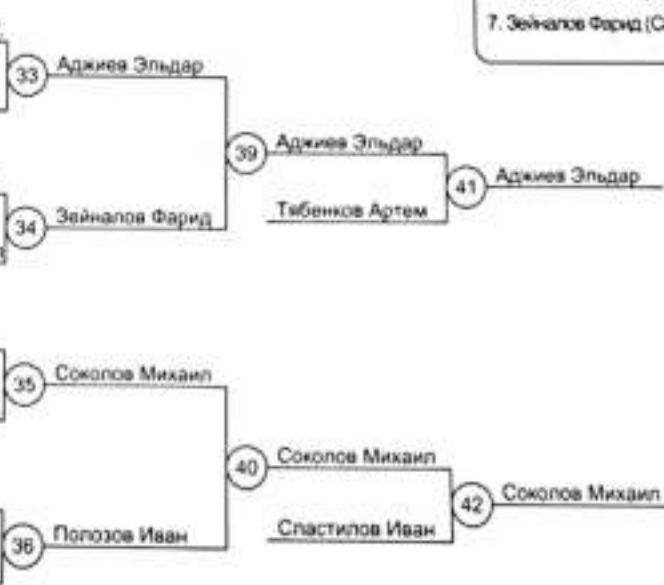 7. Зейналов Фарид (С
33 Аджиев Эльдар
39 Аджиев Эльдар
41 Аджиев Эльдар
34 Зейналов Фарид
Тябенков Артем
35 Соколов Михаил
40 Соколов Михаил
42 Соколов Михаил
36 Полозов Иван
Спастилов Иван